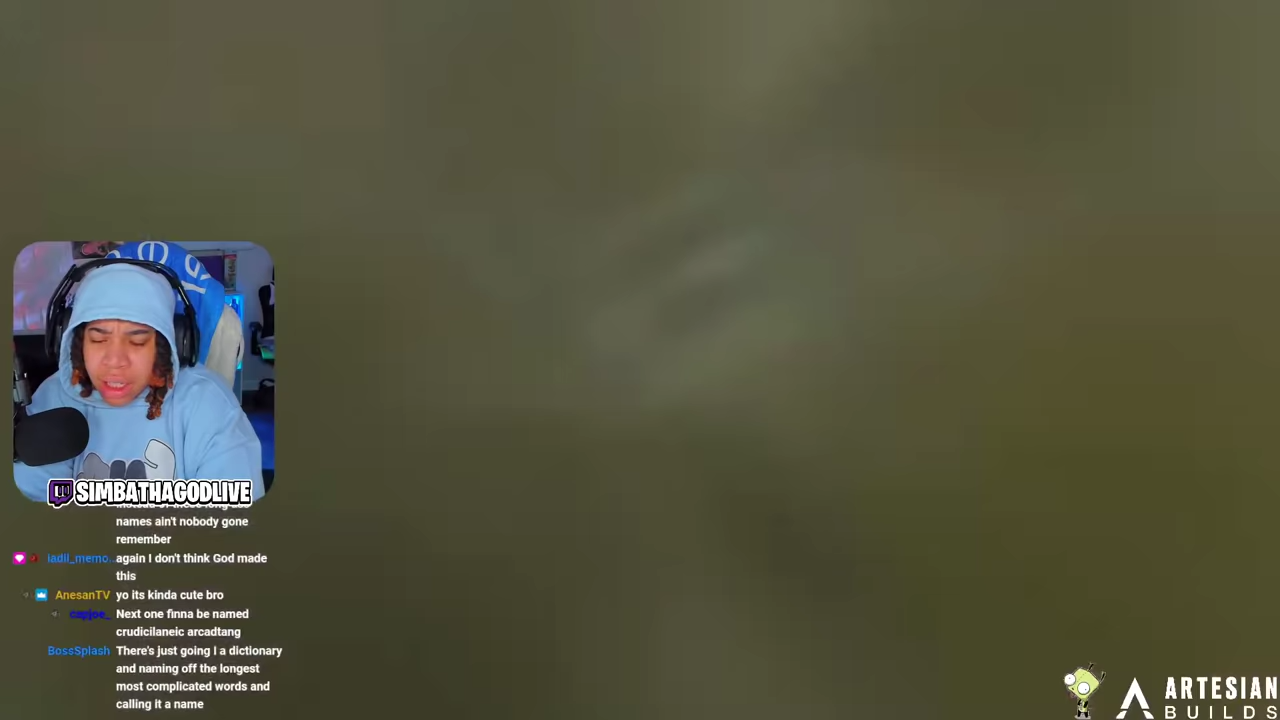 SIMBATHAGODLIVE
names ain't nobody gone
remember
iadil_memo.. again I don't think God made
this
AnesanTV yo its kinda cute bro
capjoe_ Next one finna be named
crudicilaneic arcadtang
BossSplash There's just going I a dictionary
and naming off the longest
most complicated words and
calling it a name
ARTESIAN
BUILDS